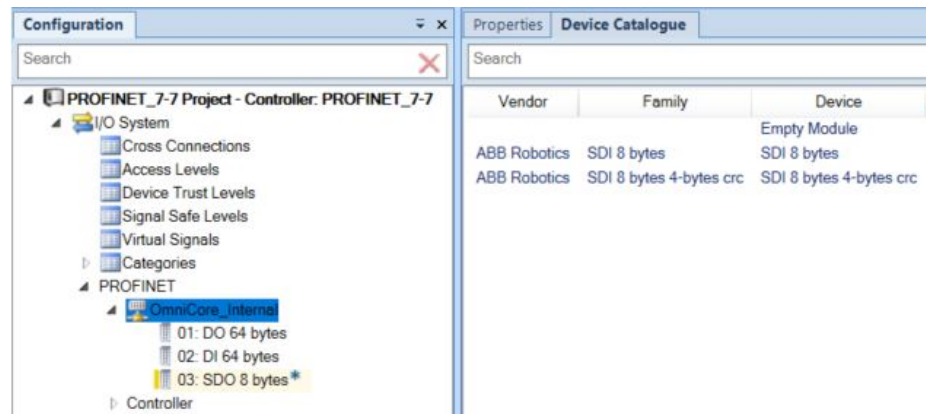 Configuration
Search
PROFINET_7-7 Project - Controller: PROFINET_7-7
I/O System
Cross Connections
Access Levels
Device Trust Levels
Signal Safe Levels
Virtual Signals
Categories
PROFINET
OmniCore_Internal
01: DO 64 bytes
02: DI 64 bytes
03: SDO 8 bytes*
Controller
Properties Device Catalogue
Search
Vendor Family Device
Empty Module
ABB Robotics SDI 8 bytes SDI 8 bytes
ABB Robotics SDI 8 bytes 4-bytes crc SDI 8 bytes 4-bytes crc